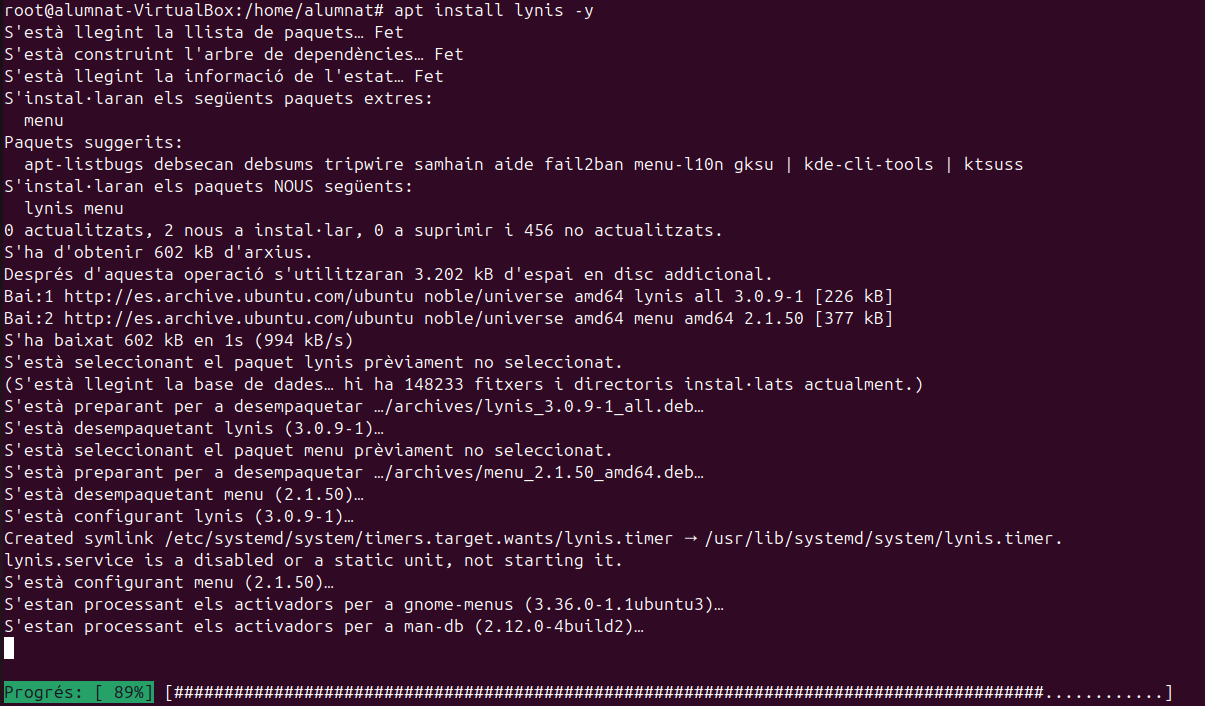 root@alumnat-VirtualBox:/home/alumnat# apt install lynis -y
S'està llegint la llista de paquets… Fet
S'està construint l'arbre de dependències… Fet
S'està llegint la informació de l'estat… Fet
S'instal·laran els següents paquets extres:
  menu
Paquets suggerits:
  apt-listbugs debsecan debsums tripwire samhain aide fail2ban menu-l10n gksu | kde-cli-tools | ktsuss
S'instal·laran els paquets NOUS següents:
  lynis menu
0 actualitzats, 2 nous a instal·lar, 0 a suprimir i 456 no actualitzats.
S'ha d'obtenir 602 kB d'arxius.
Després d'aquesta operació s'utilitzaran 3.202 kB d'espai en disc addicional.
Bai:1 http://es.archive.ubuntu.com/ubuntu noble/universe amd64 lynis all 3.0.9-1 [226 kB]
Bai:2 http://es.archive.ubuntu.com/ubuntu noble/universe amd64 menu amd64 2.1.50 [377 kB]
S'ha baixat 602 kB en 1s (994 kB/s)
S'està seleccionant el paquet lynis prèviament no seleccionat.
(S'està llegint la base de dades… hi ha 148233 fitxers i directoris instal·lats actualment.)
S'està preparant per a desempaquetar …/archives/lynis_3.0.9-1_all.deb…
S'està desempaquetant lynis (3.0.9-1)…
S'està seleccionant el paquet menu prèviament no seleccionat.
S'està preparant per a desempaquetar …/archives/menu_2.1.50_amd64.deb…
S'està desempaquetant menu (2.1.50)…
S'està configurant lynis (3.0.9-1)…
Created symlink /etc/systemd/system/timers.target.wants/lynis.timer → /usr/lib/systemd/system/lynis.timer.
lynis.service is a disabled or a static unit, not starting it.
S'està configurant menu (2.1.50)…
S'estan processant els activadors per a gnome-menus (3.36.0-1.1ubuntu3)…
S'estan processant els activadors per a man-db (2.12.0-4build2)…
Progrés: [ 89%] [#######################################################################################............]